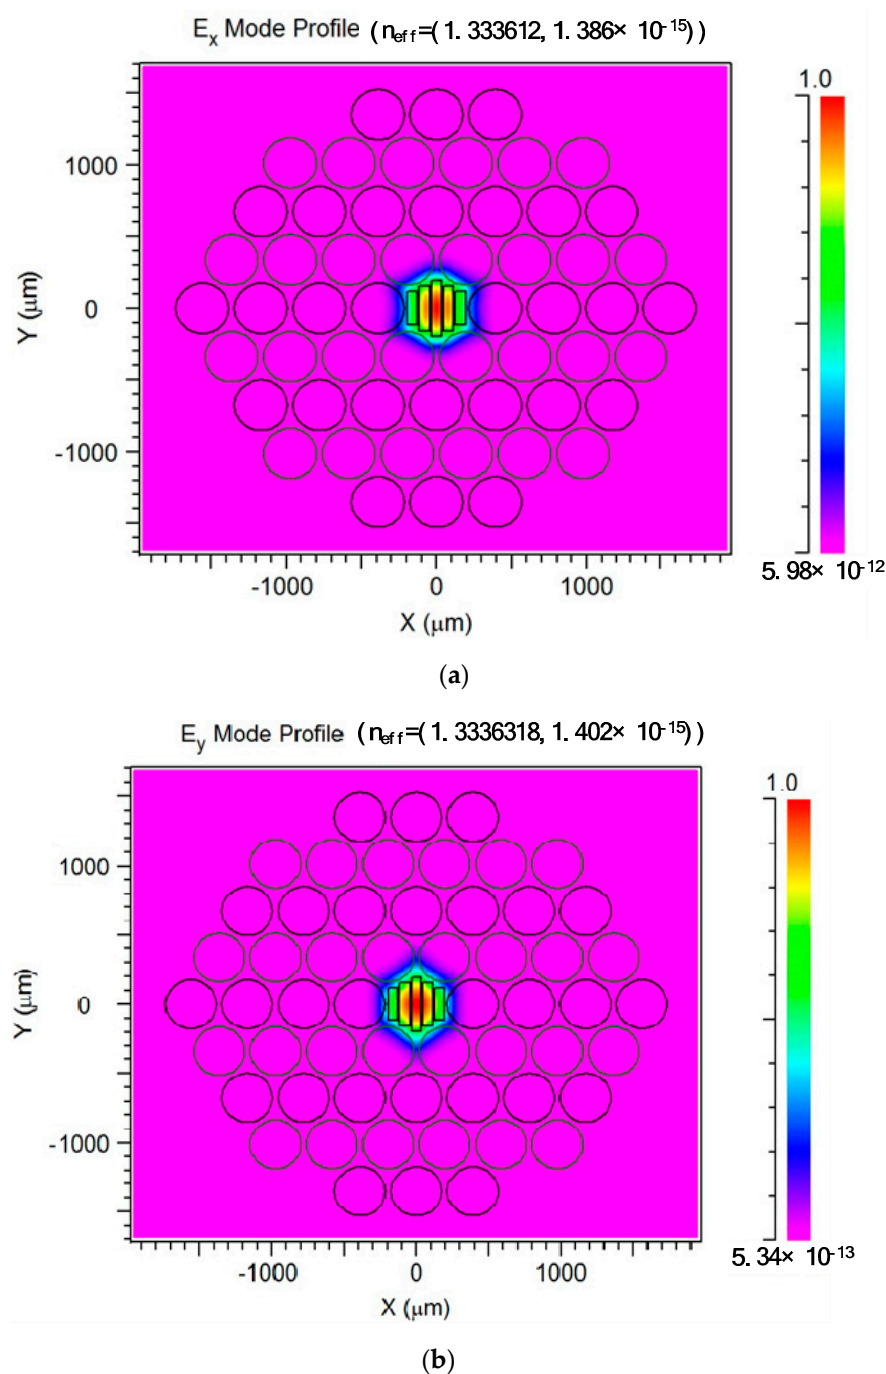 Ex Mode Profile (neff=(1.333612, 1.386× 10-15))
1.0
1000
0
-1000
Y (μm)
5.98× 10-12
-1000 0 1000
X (μm)
(a)
Ey Mode Profile (neff=(1.3336318, 1.402× 10-15))
1.0
1000
0
-1000
Y (μm)
5.34× 10-13
-1000 0 1000
X (μm)
(b)